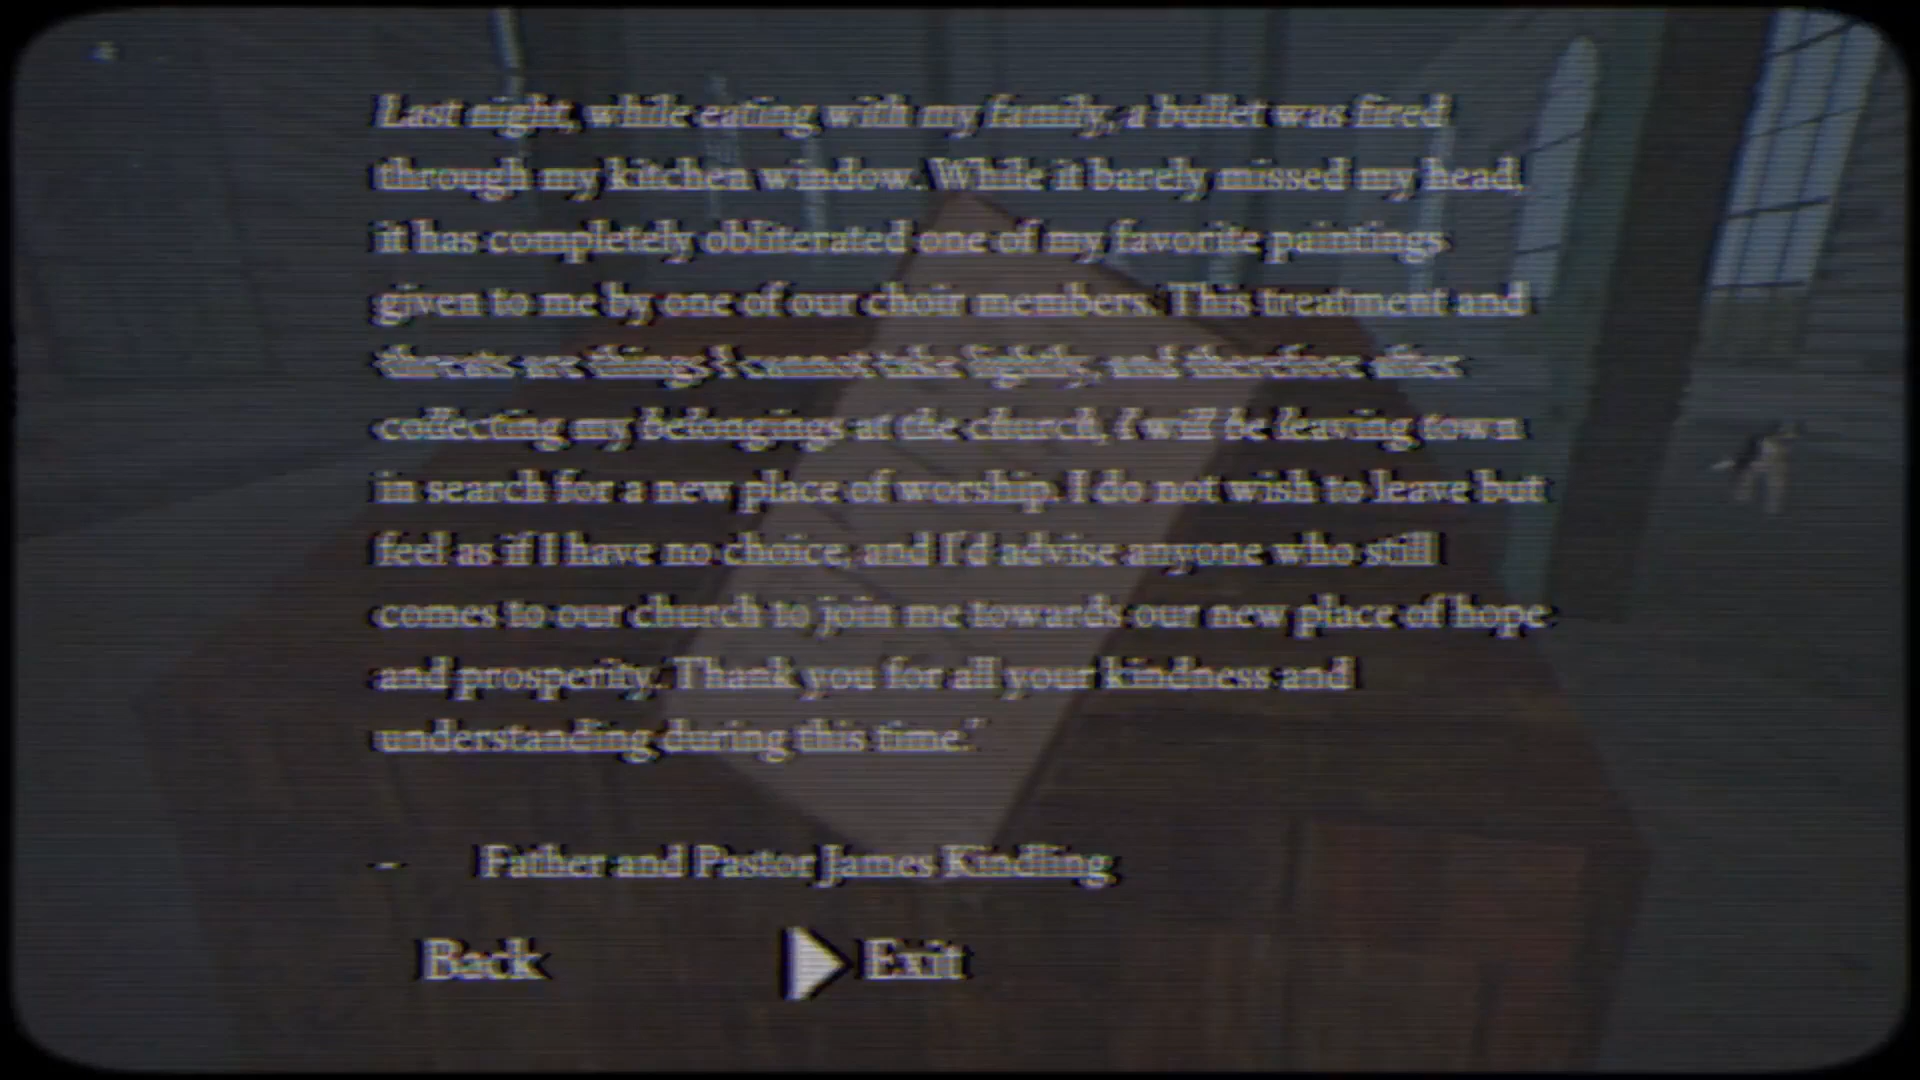 Last night, while eating with my family, a bullet was fired
through my kitchen window. While it barely missed my head,
it has completely obliterated one of my favorite paintings
given to me by one of our choir members. This treatment and
threats are things I cannot take lightly, and therefore after
collecting my belongings at the church, I will be leaving town
in search for a new place of worship. I do not wish to leave but
feel as if I have no choice, and I'd advise anyone who still
comes to our church to join me towards our new place of hope
and prosperity. Thank you for all your kindness and
understanding during this time."
- Father and Pastor James Kindling
Back Exit